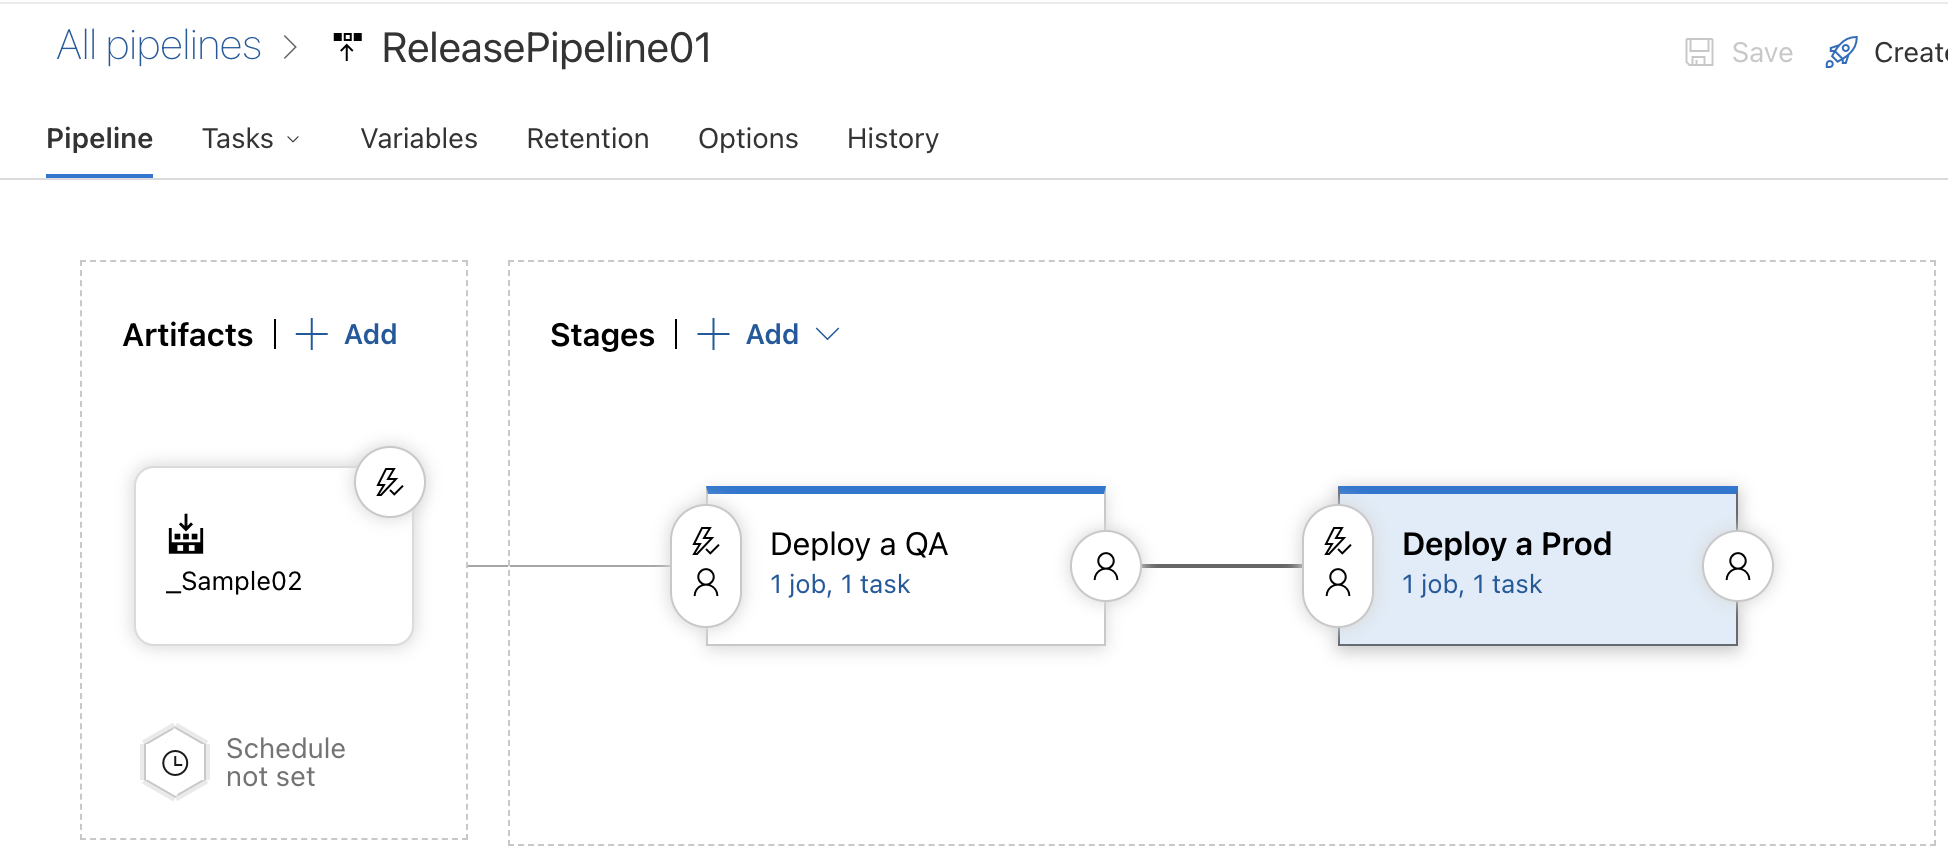 All pipelines > ReleasePipeline01
Save
Create
Pipeline Tasks Variables Retention Options History
Artifacts | + Add
Stages | + Add
_Sample02
Deploy a QA
1 job, 1 task
Deploy a Prod
1 job, 1 task
Schedule
not set